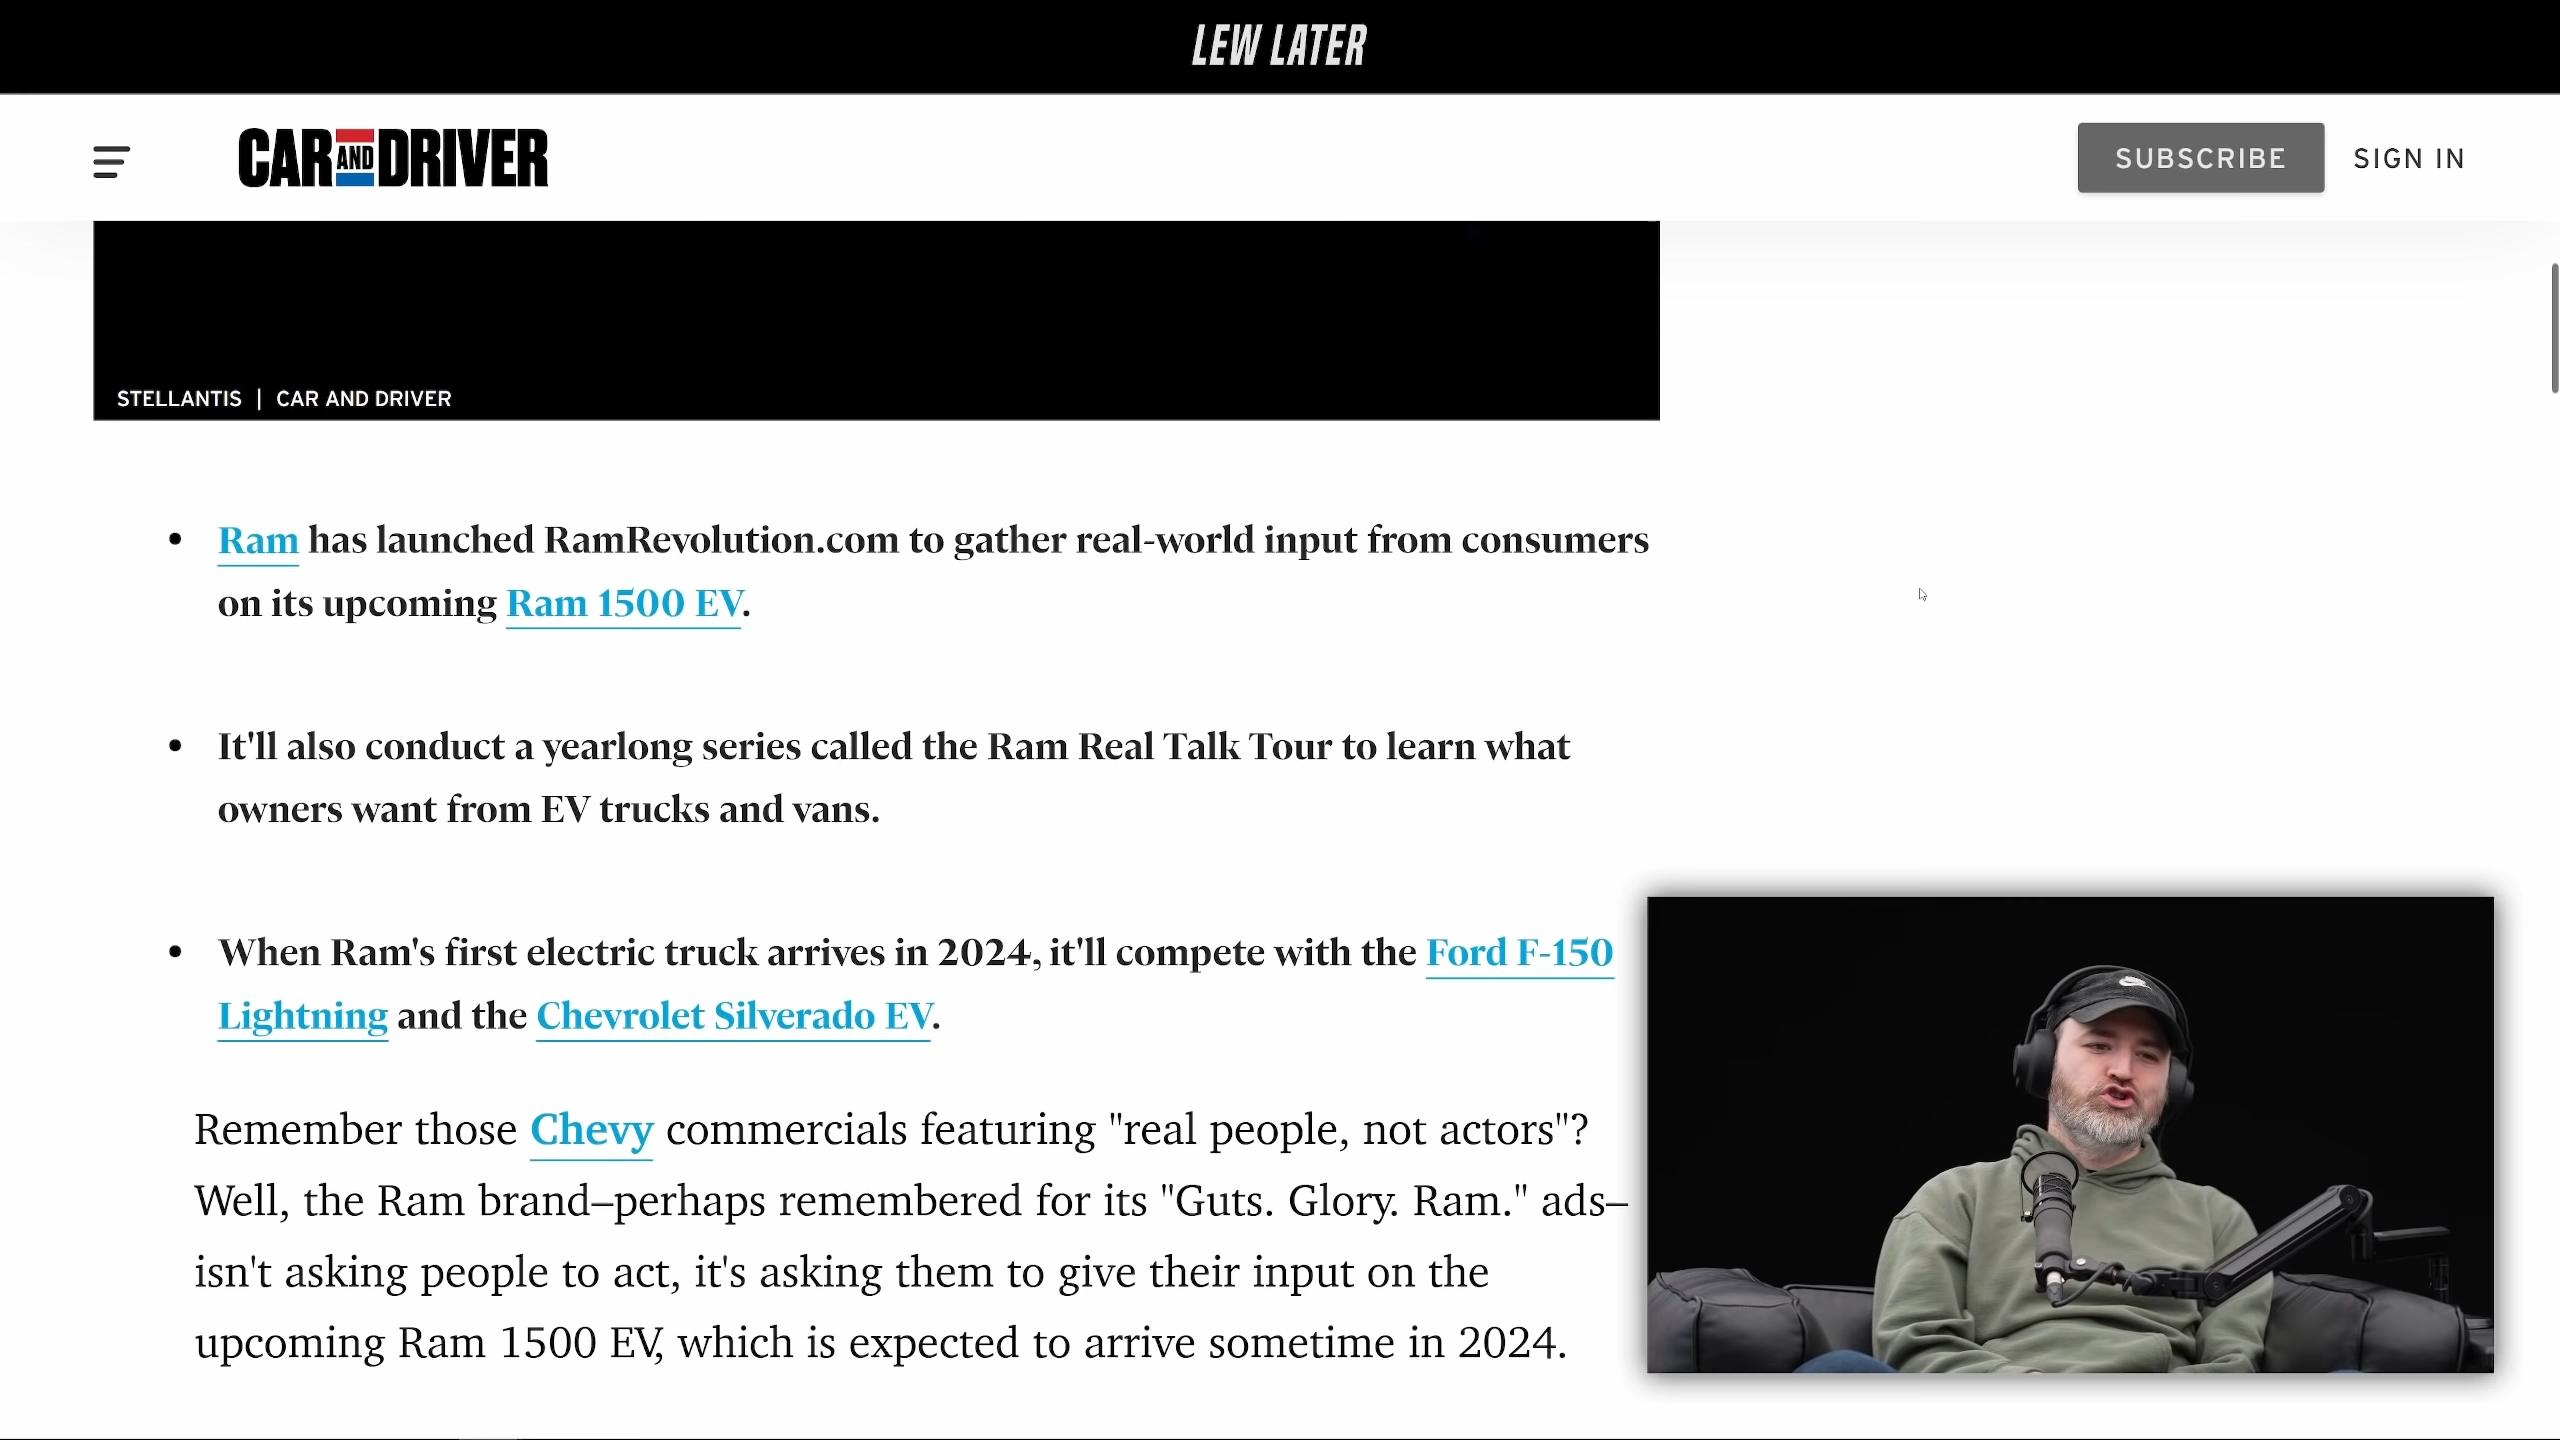 LEW LATER
CAR AND DRIVER
SUBSCRIBE
SIGN IN
STELLANTIS | CAR AND DRIVER
• Ram has launched RamRevolution.com to gather real-world input from consumers
on its upcoming Ram 1500 EV.
• It'll also conduct a yearlong series called the Ram Real Talk Tour to learn what
owners want from EV trucks and vans.
• When Ram's first electric truck arrives in 2024, it'll compete with the Ford F-150
Lightning and the Chevrolet Silverado EV.
Remember those Chevy commercials featuring "real people, not actors"?
Well, the Ram brand–perhaps remembered for its "Guts. Glory. Ram." ads–
isn't asking people to act, it's asking them to give their input on the
upcoming Ram 1500 EV, which is expected to arrive sometime in 2024.